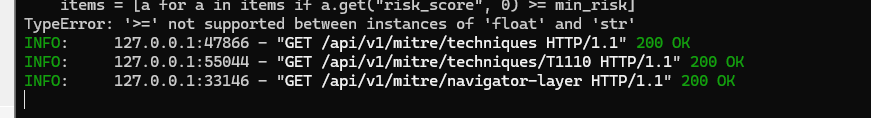 items = [a for a in items if a.get("risk_score", 0) >= min_risk]
TypeError: '>=' not supported between instances of 'float' and 'str'
INFO:     127.0.0.1:47866 - "GET /api/v1/mitre/techniques HTTP/1.1" 200 OK
INFO:     127.0.0.1:55044 - "GET /api/v1/mitre/techniques/T1110 HTTP/1.1" 200 OK
INFO:     127.0.0.1:33146 - "GET /api/v1/mitre/navigator-layer HTTP/1.1" 200 OK